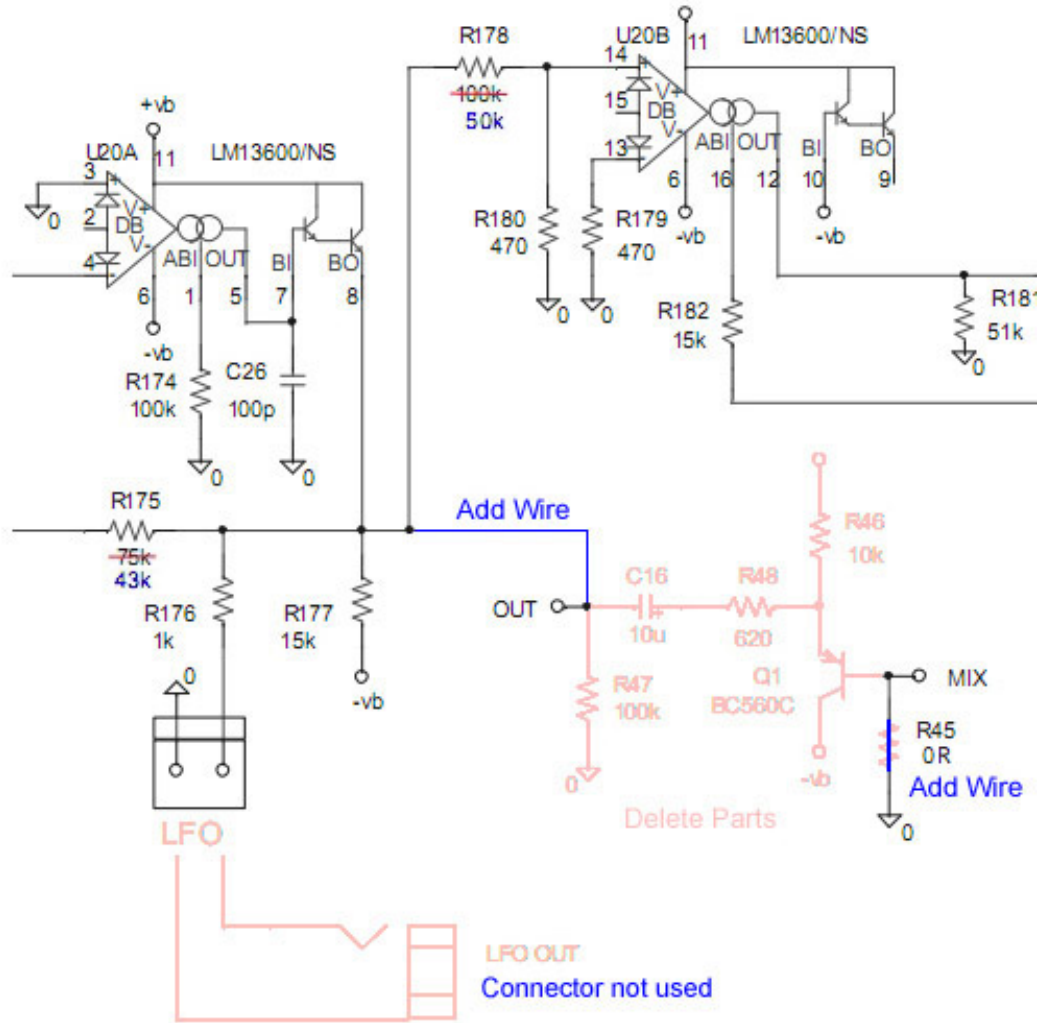 R178
100k
50k
U20B
11
LM13600/NS
14
+
15
V+
DB
V-
13
-
ABI
OUT
BI
BO
6
16
12
10
9
-vb
-vb
+vb
U20A
11
LM13600/NS
3
+
0
2
V+
DB
V-
4
-
ABI
OUT
BI
BO
6
1
5
7
8
-vb
R180
470
R179
470
0
0
R182
15k
R181
51k
0
R174
100k
C26
100p
0
0
R175
75k
43k
Add Wire
R46
10k
C16
10u
+
R48
620
OUT
R176
1k
R177
15k
-vb
0
Q1
BC560C
MIX
R47
100k
0
-vb
R45
0R
Add Wire
0
Delete Parts
LFO
LFO OUT
Connector not used